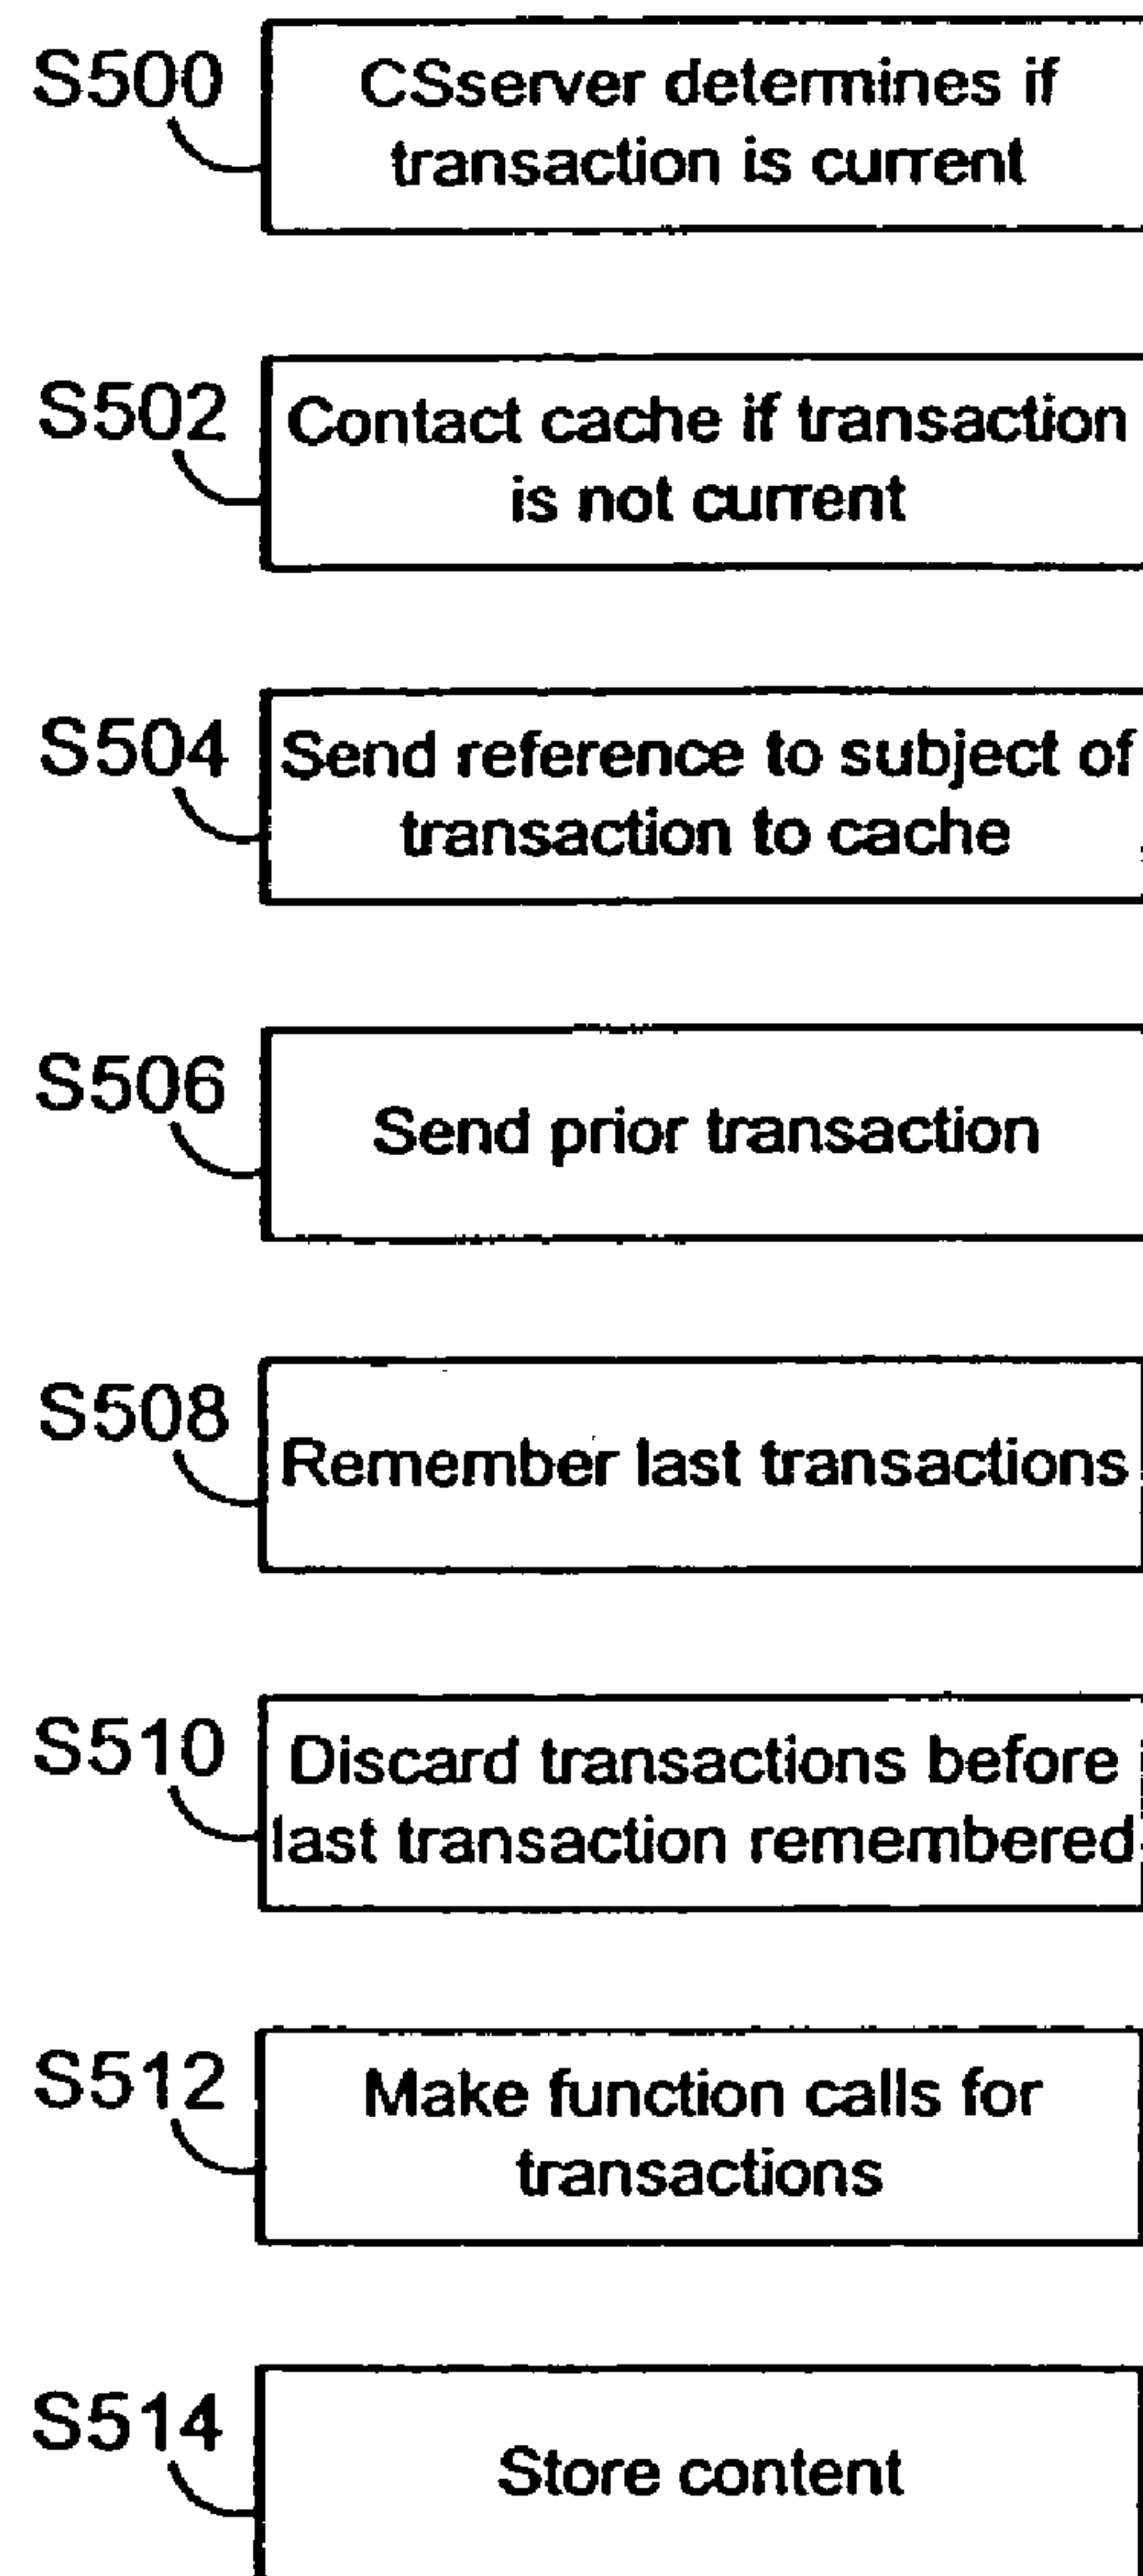 S500
CSserver determines if
transaction is current
S502
Contact cache if transaction
is not current
S504
Send reference to subject of
transaction to cache
S506
Send prior transaction
S508
Remember last transactions
S510
Discard transactions before
last transaction remembered
S512
Make function calls for
transactions
S514
Store content